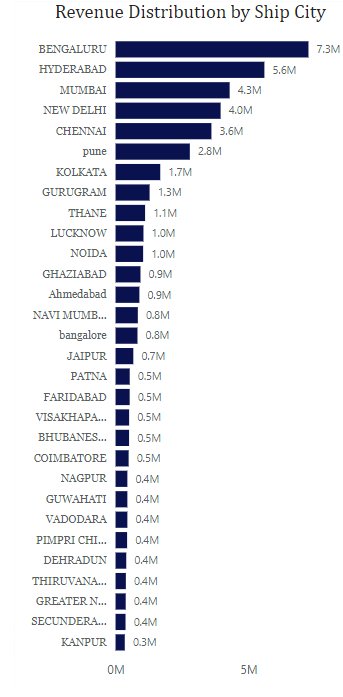 Revenue Distribution by Ship City
BENGALURU 7.3M
HYDERABAD 5.6M
MUMBAI 4.3M
NEW DELHI 4.0M
CHENNAI 3.6M
pune 2.8M
KOLKATA 1.7M
GURUGRAM 1.3M
THANE 1.1M
LUCKNOW 1.0M
NOIDA 1.0M
GHAZIABAD 0.9M
Ahmedabad 0.9M
NAVI MUMB... 0.8M
bangalore 0.8M
JAIPUR 0.7M
PATNA 0.5M
FARIDABAD 0.5M
VISAKHAPA... 0.5M
BHUBANES... 0.5M
COIMBATORE 0.5M
NAGPUR 0.4M
GUWAHATI 0.4M
VADODARA 0.4M
PIMPRI CHI... 0.4M
DEHRADUN 0.4M
THIRUVANA... 0.4M
GREATER N... 0.4M
SECUNDERA... 0.4M
KANPUR 0.3M
0M 5M